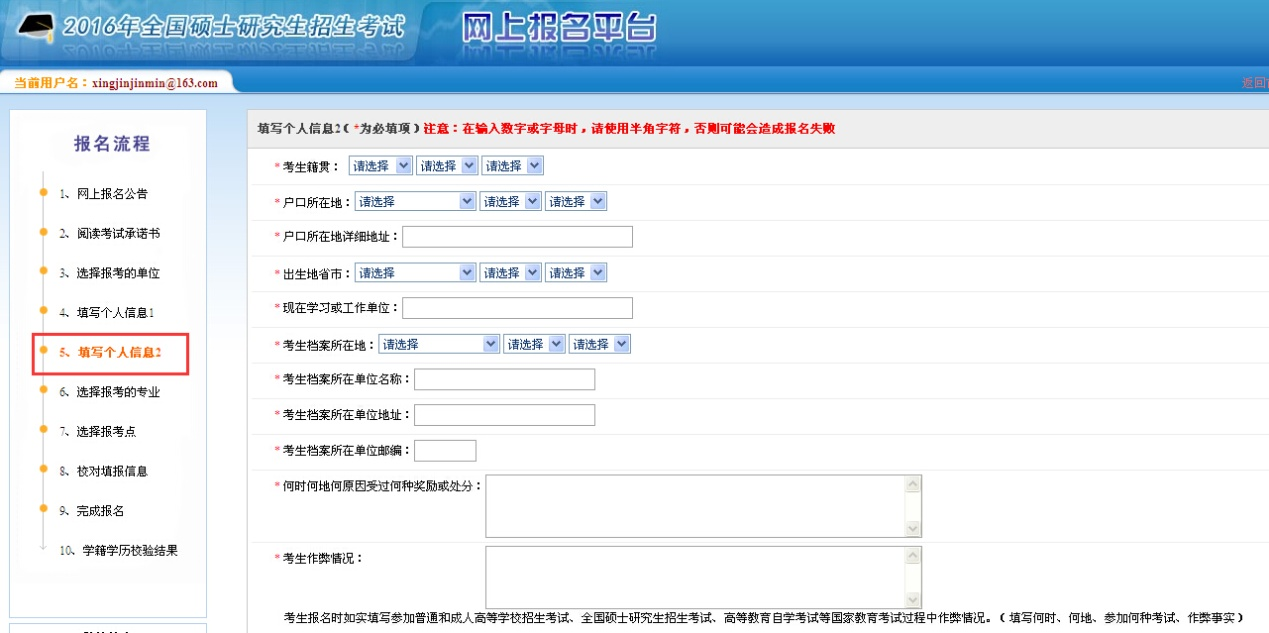 2016年全国硕士研究生招生考试 网上报名平台
当前用户名：xingjinjinmin@163.com 返回
报名流程
1、网上报名公告
2、阅读考试承诺书
3、选择报考的单位
4、填写个人信息1
5、填写个人信息2
6、选择报考的专业
7、选择报考点
8、校对填报信息
9、完成报名
10、学籍学历校验结果
填写个人信息2（*为必填项）注意：在输入数字或字母时，请使用半角字符，否则可能会造成报名失败
*考生籍贯： 请选择 请选择 请选择
*户口所在地：请选择 请选择 请选择
*户口所在地详细地址：
*出生地省市：请选择 请选择 请选择
*现在学习或工作单位：
*考生档案所在地：请选择 请选择 请选择
*考生档案所在单位名称：
*考生档案所在单位地址：
*考生档案所在单位邮编：
*何时何地何原因受过何种奖励或处分：
*考生作弊情况：
考生报名时如实填写参加普通和成人高等学校招生考试、全国硕士研究生招生考试、高等教育自学考试等国家教育考试过程中作弊情况。（填写何时、何地、参加何种考试、作弊事实）